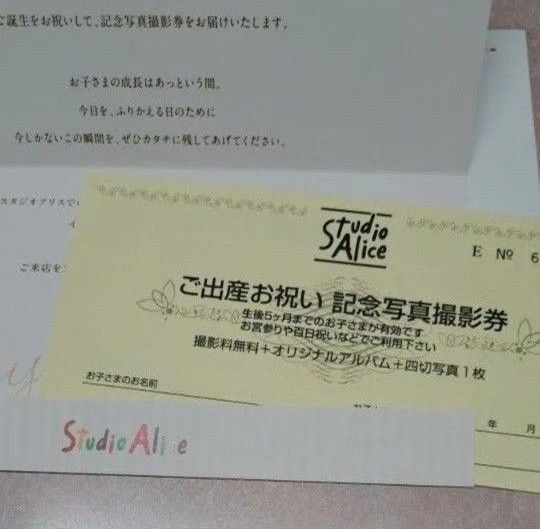 ご誕生をお祝いして、記念写真撮影券をお届けいたします。
お子さまの成長はあっという間。
今日を、ふりかえる日のために
今しかないこの瞬間を、ぜひカタチに残してあげてください。
スタジオアリスで
ご来店を
Studio
Alice
E № 6
ご出産お祝い 記念写真撮影券
生後5ヶ月までのお子さまが有効です
お宮参りや百日祝いなどでご利用下さい
撮影料無料+オリジナルアルバム+四切写真1枚
お子さまのお名前
お子
年 月
Studio Alice